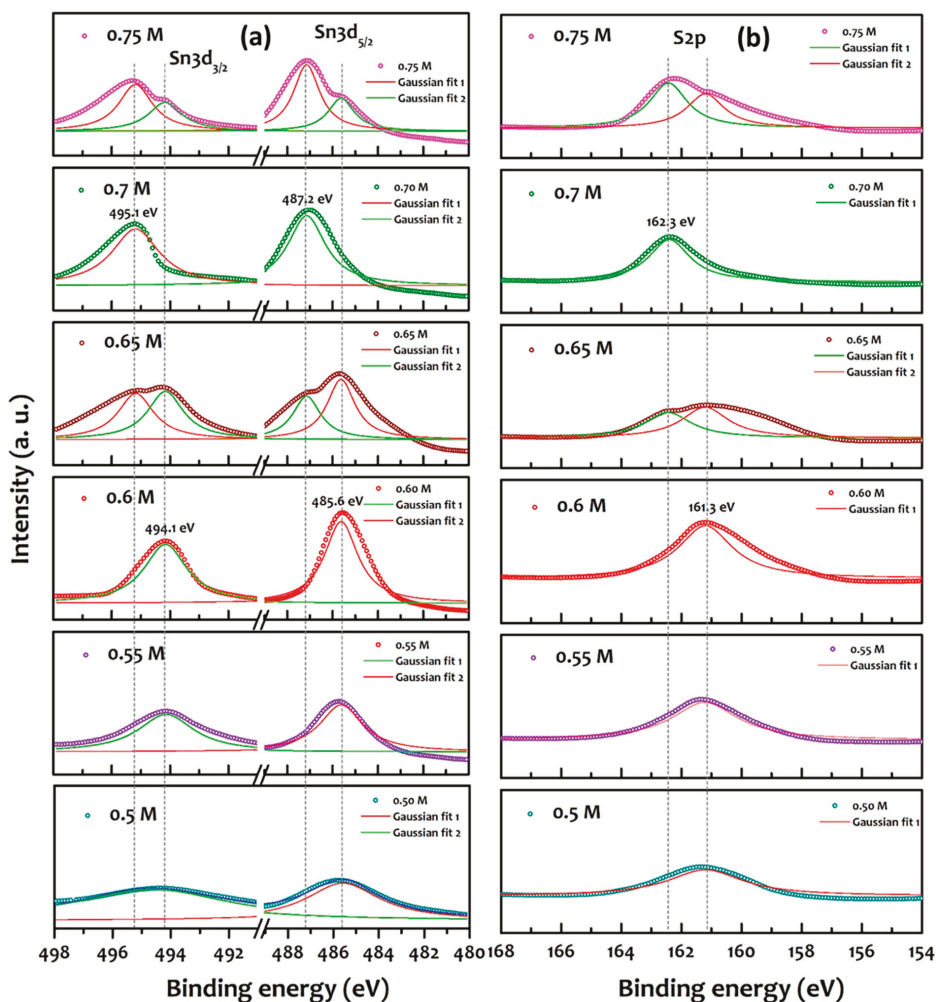 0.75 M
(a)
Sn3d3/2
Sn3d5/2
0.75 M
Gaussian fit 1
Gaussian fit 2
0.7 M
495.1 eV
487.2 eV
0.70 M
Gaussian fit 1
Gaussian fit 2
0.65 M
0.65 M
Gaussian fit 1
Gaussian fit 2
0.6 M
494.1 eV
485.6 eV
0.60 M
Gaussian fit 1
Gaussian fit 2
0.55 M
0.55 M
Gaussian fit 1
Gaussian fit 2
0.5 M
0.50 M
Gaussian fit 1
Gaussian fit 2
498 496 494 492 488 486 484 482 480
Binding energy (eV)
Intensity (a. u.)
0.75 M
S2p
(b)
0.75 M
Gaussian fit 1
Gaussian fit 2
0.7 M
162.3 eV
0.70 M
Gaussian fit 1
0.65 M
0.65 M
Gaussian fit 1
Gaussian fit 2
0.6 M
161.3 eV
0.60 M
Gaussian fit 1
0.55 M
0.55 M
Gaussian fit 1
0.5 M
0.50 M
Gaussian fit 1
168 166 164 162 160 158 156 154
Binding energy (eV)